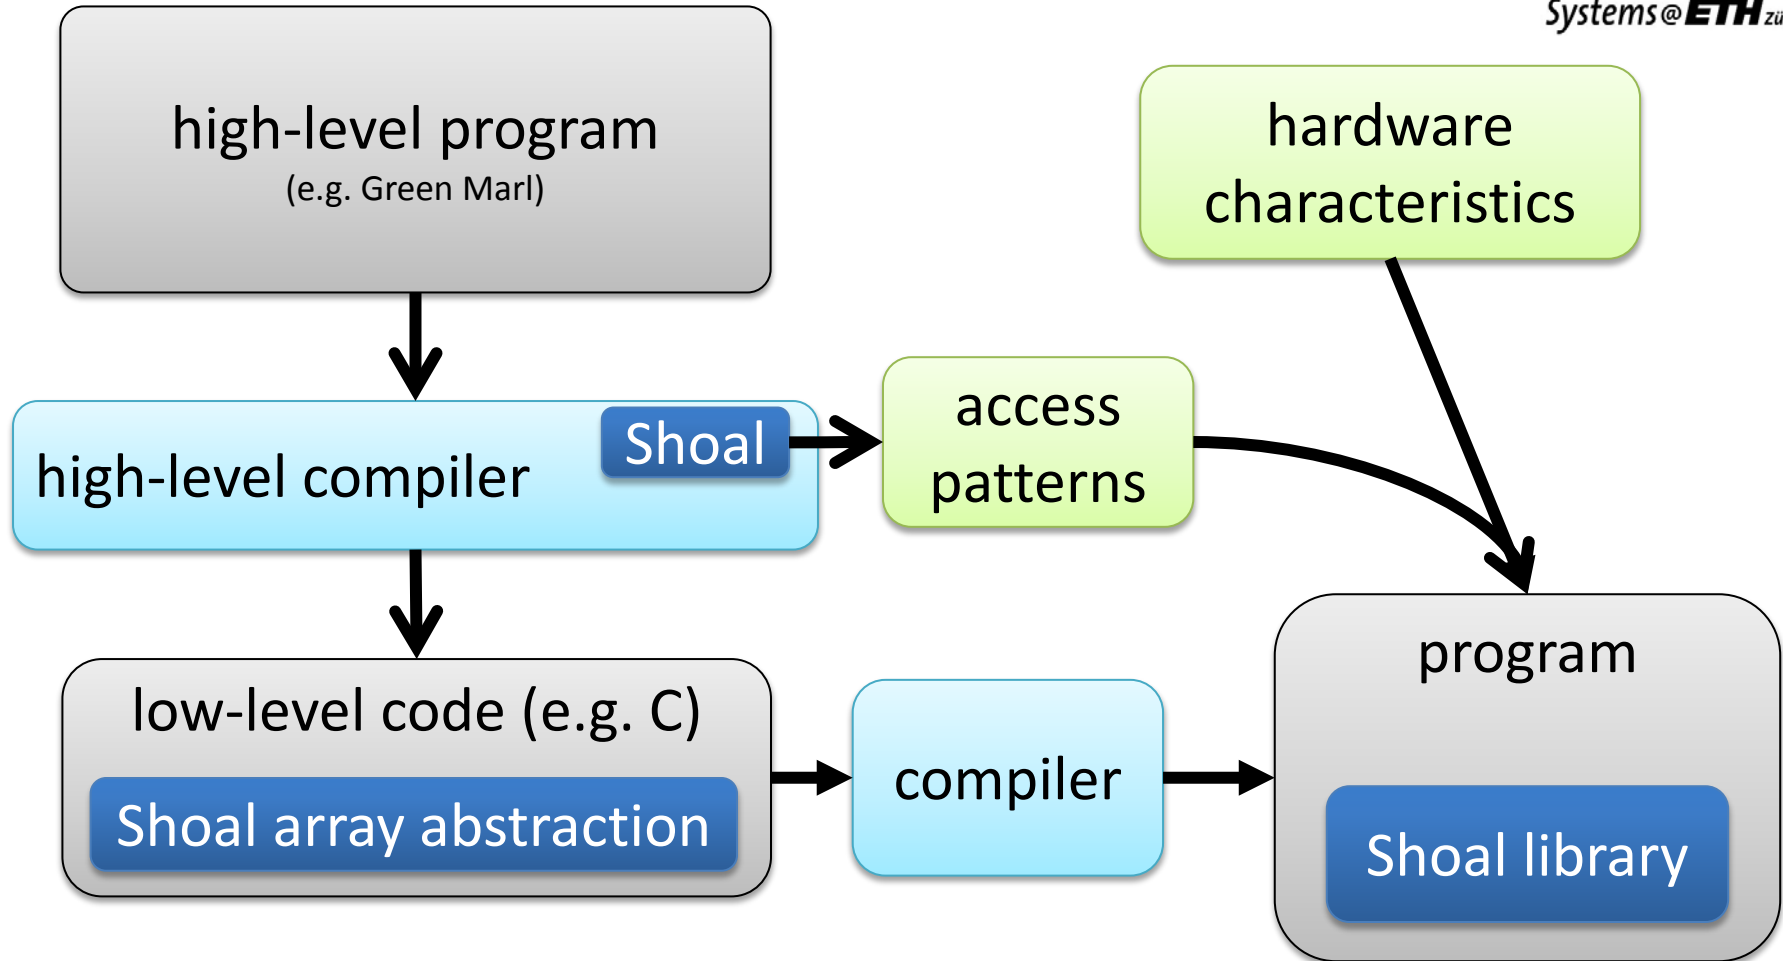 Systems@ETH zü
high-level program
(e.g. Green Marl)
hardware
characteristics
high-level compiler
Shoal
access
patterns
low-level code (e.g. C)
Shoal array abstraction
compiler
program
Shoal library